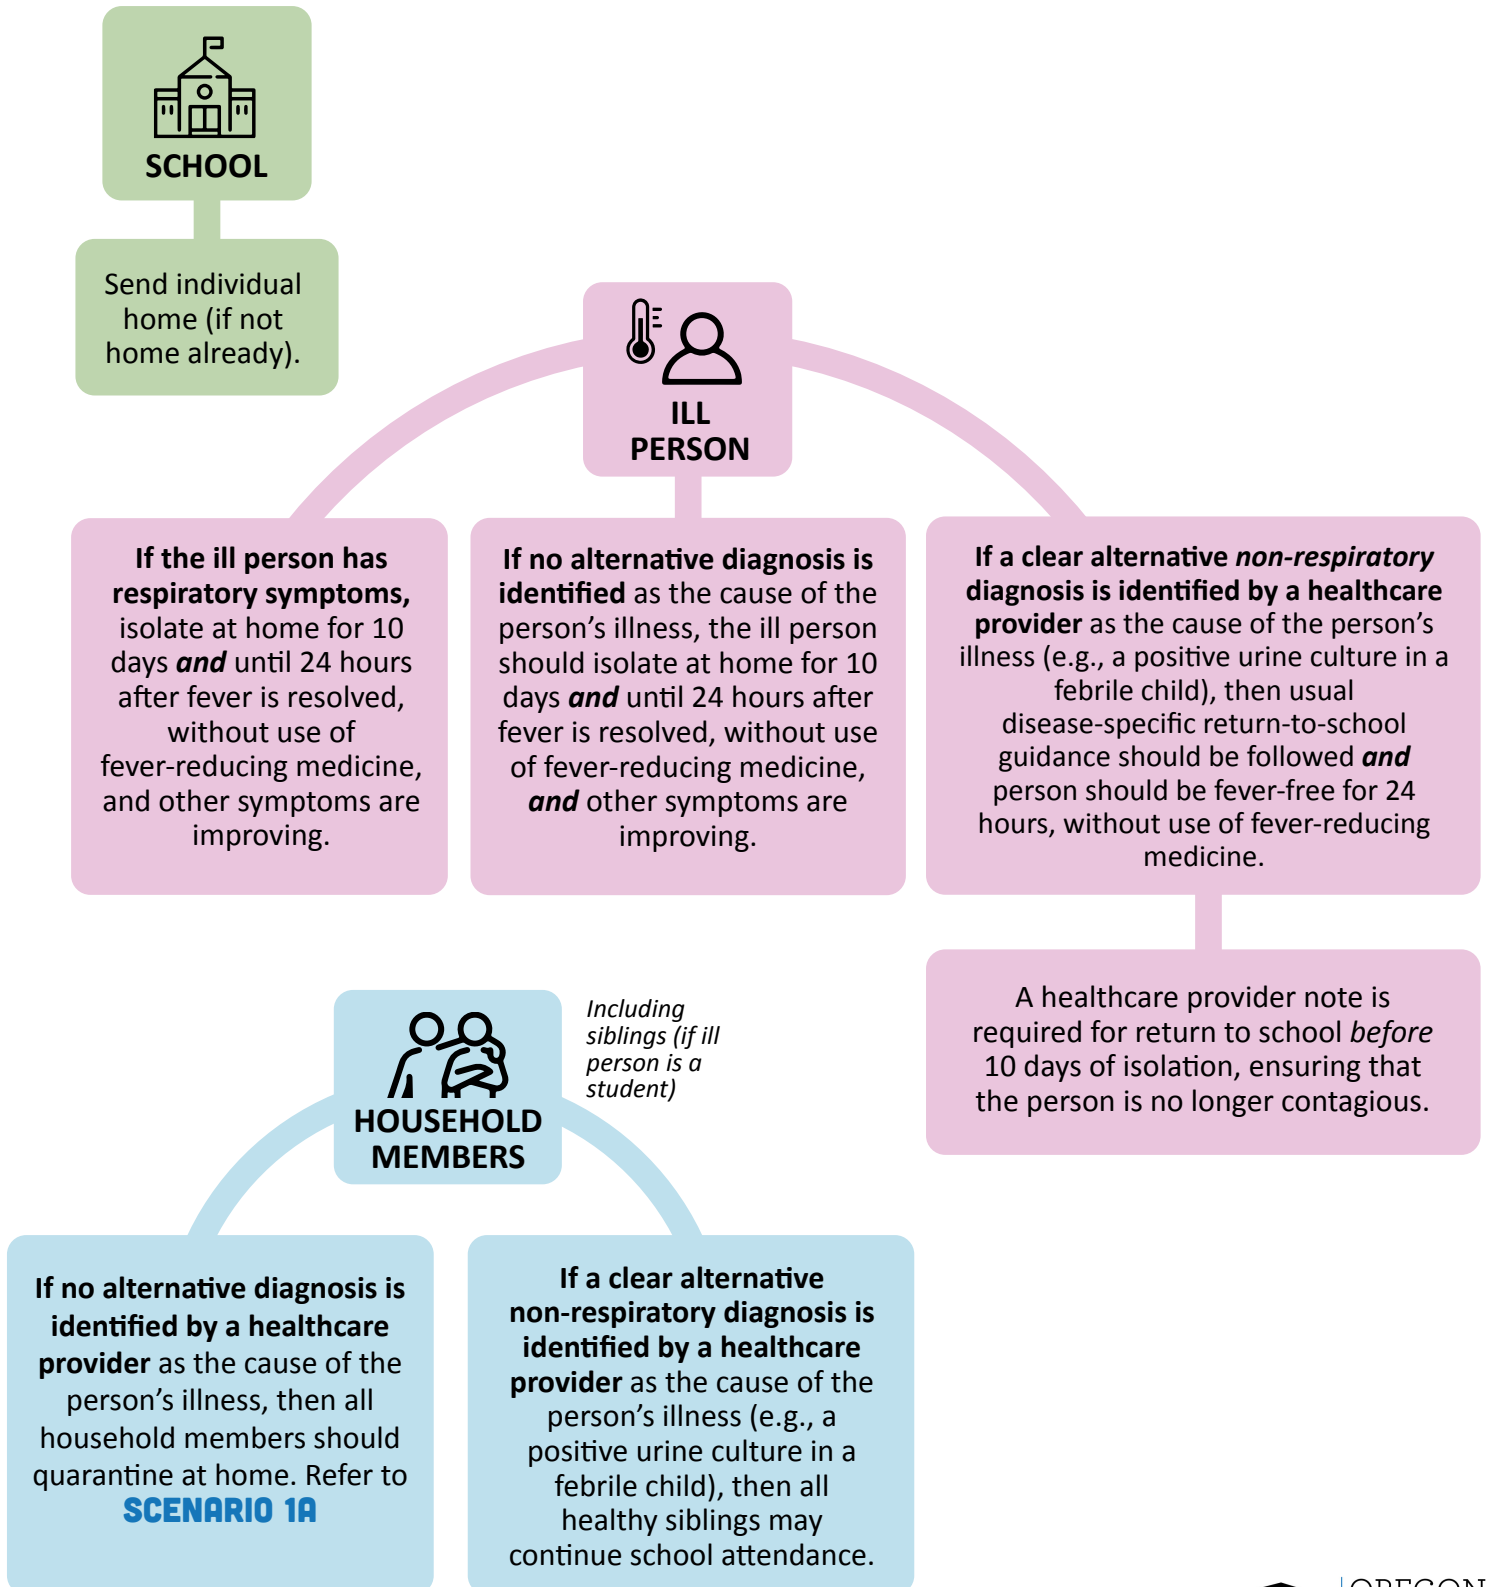 SCHOOL
Send individual
home (if not
home already).
ILL
PERSON
If the ill person has
respiratory symptoms,
isolate at home for 10
days and until 24 hours
after fever is resolved,
without use of
fever-reducing medicine,
and other symptoms are
improving.
If no alternative diagnosis is
identified as the cause of the
person’s illness, the ill person
should isolate at home for 10
days and until 24 hours after
fever is resolved, without use
of fever-reducing medicine,
and other symptoms are
improving.
If a clear alternative non-respiratory
diagnosis is identified by a healthcare
provider as the cause of the person’s
illness (e.g., a positive urine culture in a
febrile child), then usual
disease-specific return-to-school
guidance should be followed and
person should be fever-free for 24
hours, without use of fever-reducing
medicine.
A healthcare provider note is
required for return to school before
10 days of isolation, ensuring that
the person is no longer contagious.
HOUSEHOLD
MEMBERS
Including
siblings (if ill
person is a
student)
If no alternative diagnosis is
identified by a healthcare
provider as the cause of the
person’s illness, then all
household members should
quarantine at home. Refer to
SCENARIO 1A
If a clear alternative
non-respiratory diagnosis is
identified by a healthcare
provider as the cause of the
person’s illness (e.g., a
positive urine culture in a
febrile child), then all
healthy siblings may
continue school attendance.
OREGON